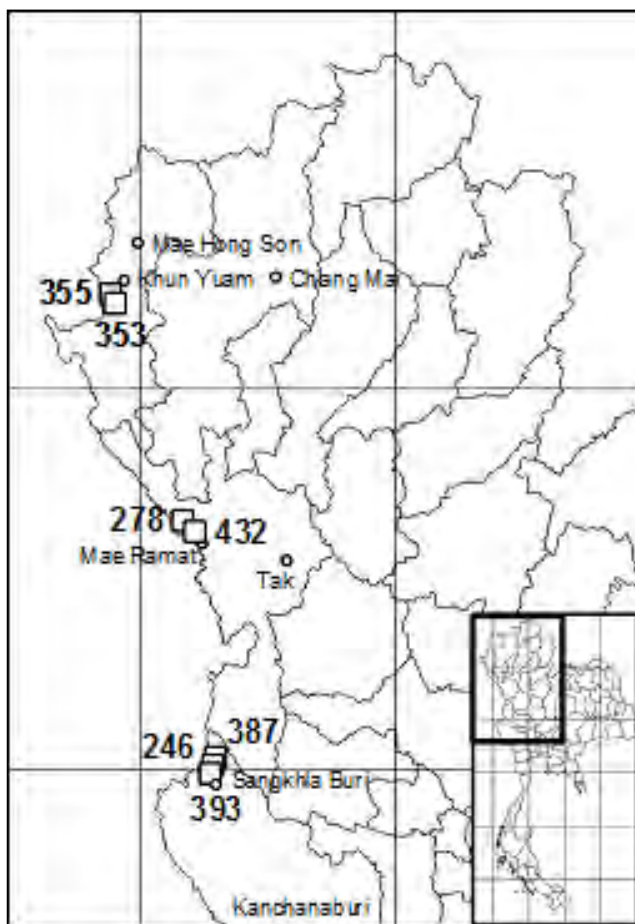 Mae Hong Son
Khun Yuam
Chang Mai
355
353
278
432
Mae Ramat
Tak
387
246
Sangkhla Buri
393
Kanchanaburi